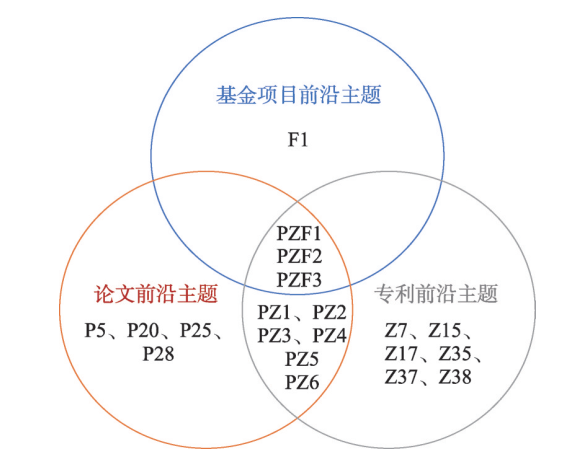 基金项目前沿主题
F1
PZF1
PZF2
PZF3
论文前沿主题
P5、P20、P25、
P28
PZ1、PZ2
PZ3、PZ4
PZ5
PZ6
专利前沿主题
Z7、Z15、
Z17、Z35、
Z37、Z38